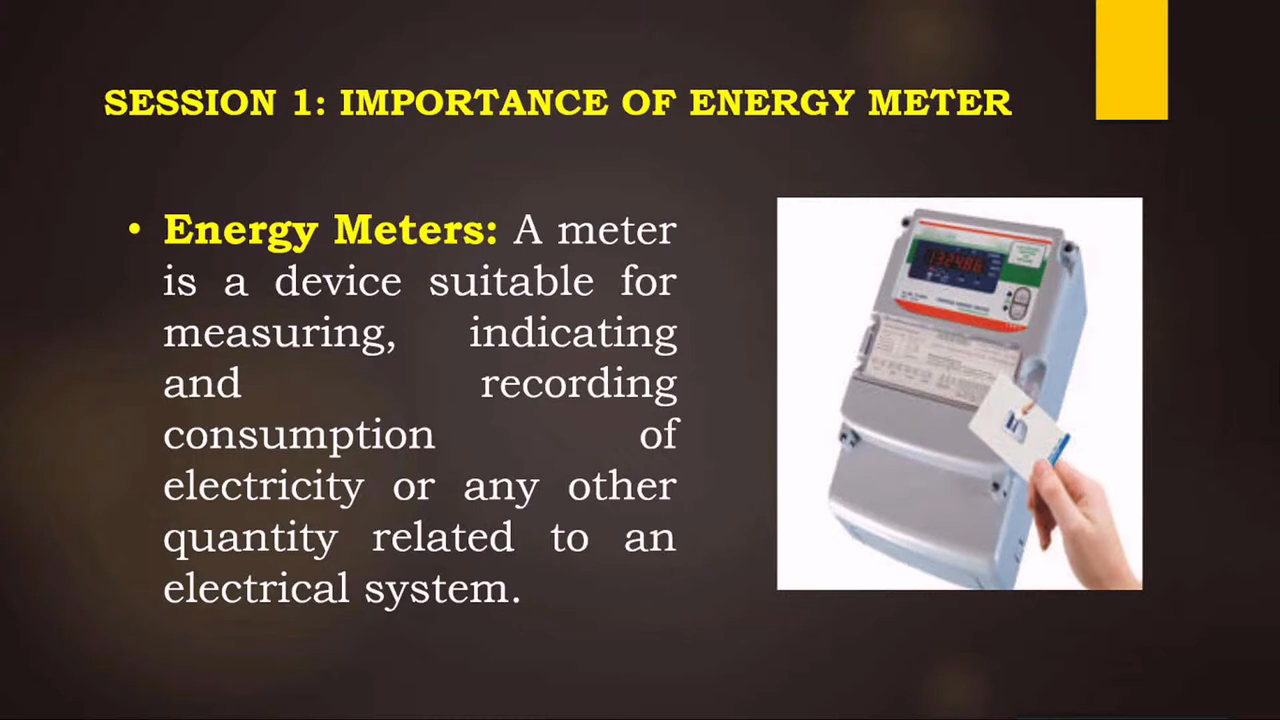 SESSION 1: IMPORTANCE OF ENERGY METER
• Energy Meters: A meter
is a device suitable for
measuring, indicating
and recording
consumption of
electricity or any other
quantity related to an
electrical system.